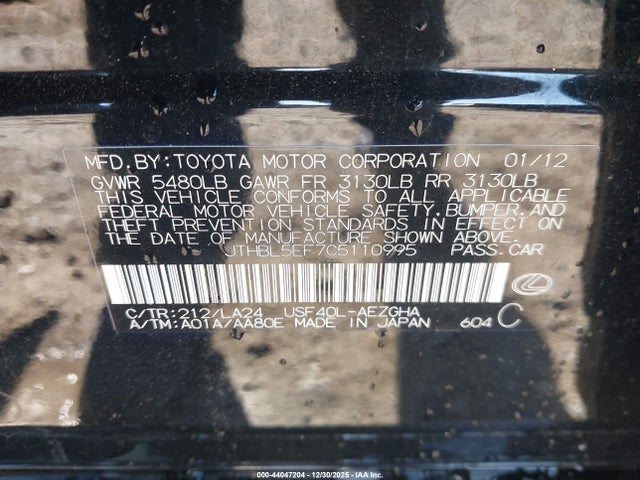 MFD.BY:TOYOTA MOTOR CORPORATION 01/12
GVWR 5480LB GAWR FR 3130LB RR 3130LB
THIS VEHICLE CONFORMS TO ALL APPLICABLE
FEDERAL MOTOR VEHICLE SAFETY,BUMPER,AND
THEFT PREVENTION STANDARDS IN EFFECT ON
THE DATE OF MANUFACTURE SHOWN ABOVE.
JTHBL5EF7C5110995 PASS.CAR
C/TR:212/LA24 USF40L-AEZGHA
A/TM:A01A/AA80E MADE IN JAPAN 604 C
000-44047204 - 12/30/2025 - IAA Inc.